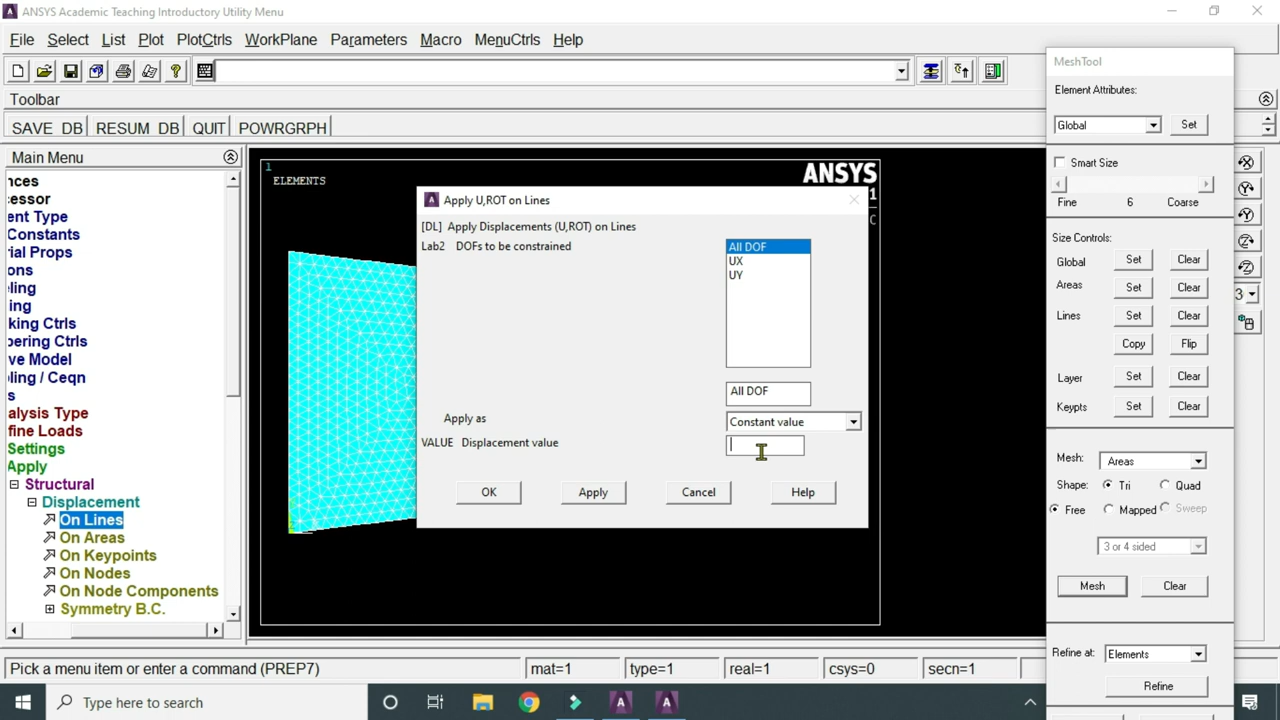 ANSYS Academic Teaching Introductory Utility Menu
File Select List Plot PlotCtrls WorkPlane Parameters Macro MenuCtrls Help
Toolbar
SAVE_DB RESUM_DB QUIT POWRGRPH
Main Menu
nces
essor
ent Type
Constants
rial Props
ons
eling
ing
king Ctrls
bering Ctrls
ve Model
ling / Ceqn
s
alysis Type
fine Loads
Settings
Apply
Structural
Displacement
On Lines
On Areas
On Keypoints
On Nodes
On Node Components
Symmetry B.C.
1
ELEMENTS
ANSYS
1
C
Apply U,ROT on Lines
[DL] Apply Displacements (U,ROT) on Lines
Lab2 DOFs to be constrained
All DOF
UX
UY
All DOF
Apply as
Constant value
VALUE Displacement value
OK Apply Cancel Help
MeshTool
Element Attributes:
Global Set
Smart Size
Fine 6 Coarse
Size Controls:
Global Set Clear
Areas Set Clear
Lines Set Clear
Copy Flip
Layer Set Clear
Keypts Set Clear
Mesh: Areas
Shape: Tri Quad
Free Mapped Sweep
3 or 4 sided
Mesh Clear
Refine at: Elements
Refine
3
Pick a menu item or enter a command (PREP7)
mat=1 type=1 real=1 csys=0 secn=1
Type here to search